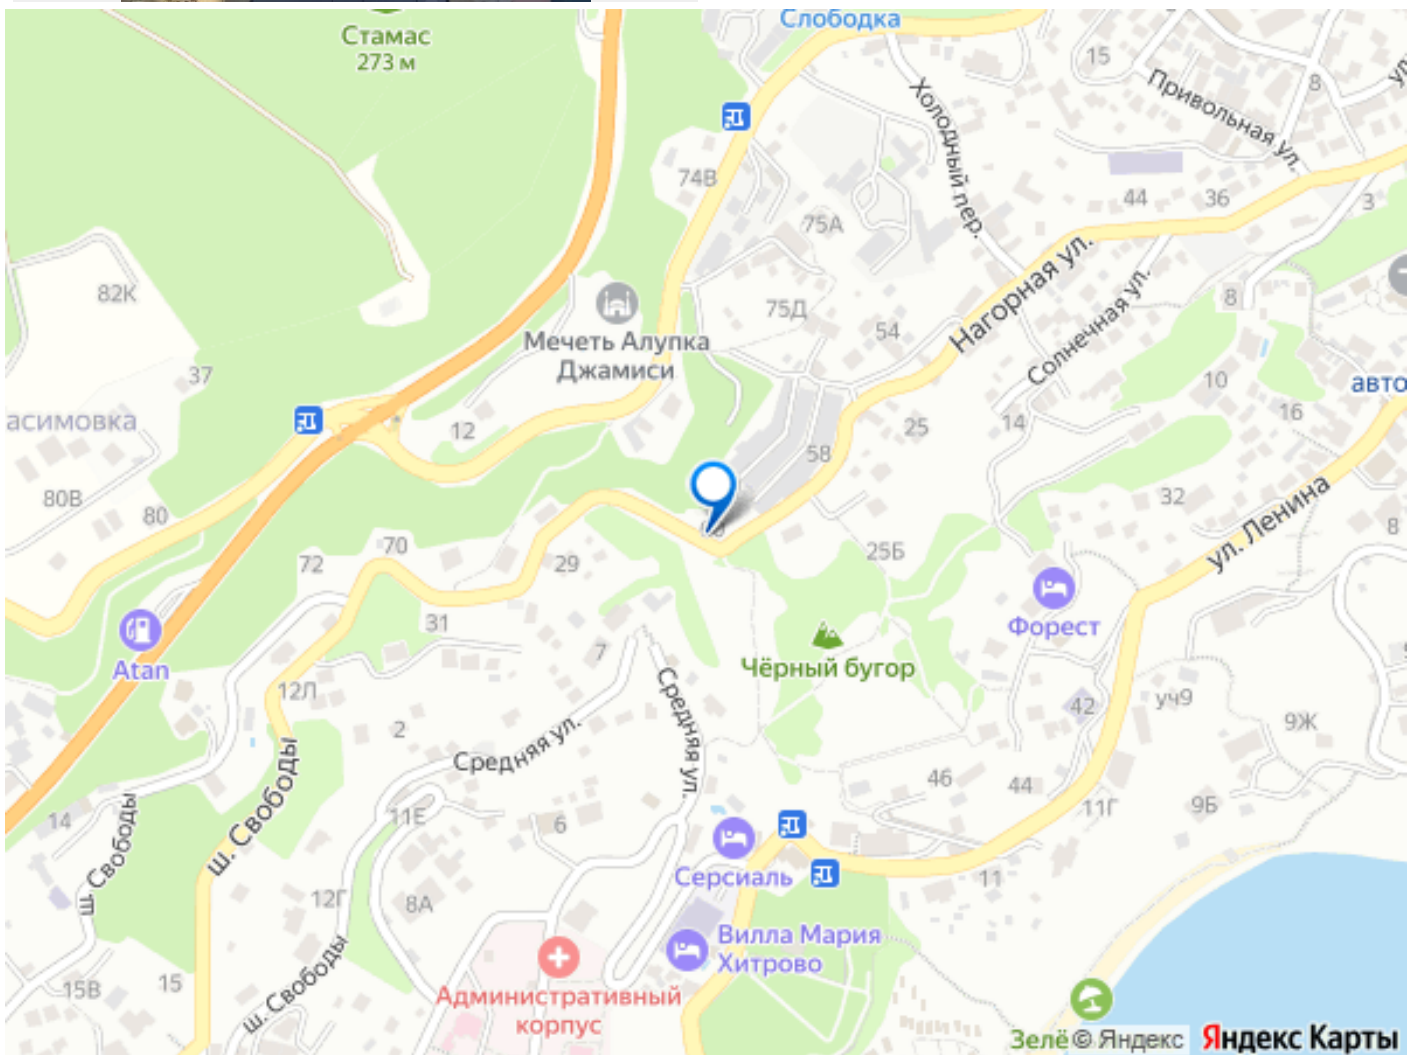 Слободка
Стамас
273 м
15
8
ул.
Привольная ул.
Холодный пер.
74В
44
36
3
75А
82К
Нагорная ул.
8
Мечеть Алупка
Джамиси
75Д
54
Солнечная ул.
37
10
авто
асимовка
12
25
14
16
58
80В
80
32
ул. Ленина
8
70
72
29
25Б
Atan
31
7
Форест
Чёрный бугор
12Л
2
Средняя ул.
Средняя ул.
42
уч9
9Ж
ш. Свободы
14
ш. Свободы
11Е
6
46
44
11Г
9Б
Серсиаль
11
12Г
8А
Вилла Мария
Хитрово
15В
15
ш. Свободы
Административный
корпус
Зелё
© Яндекс
Яндекс Карты